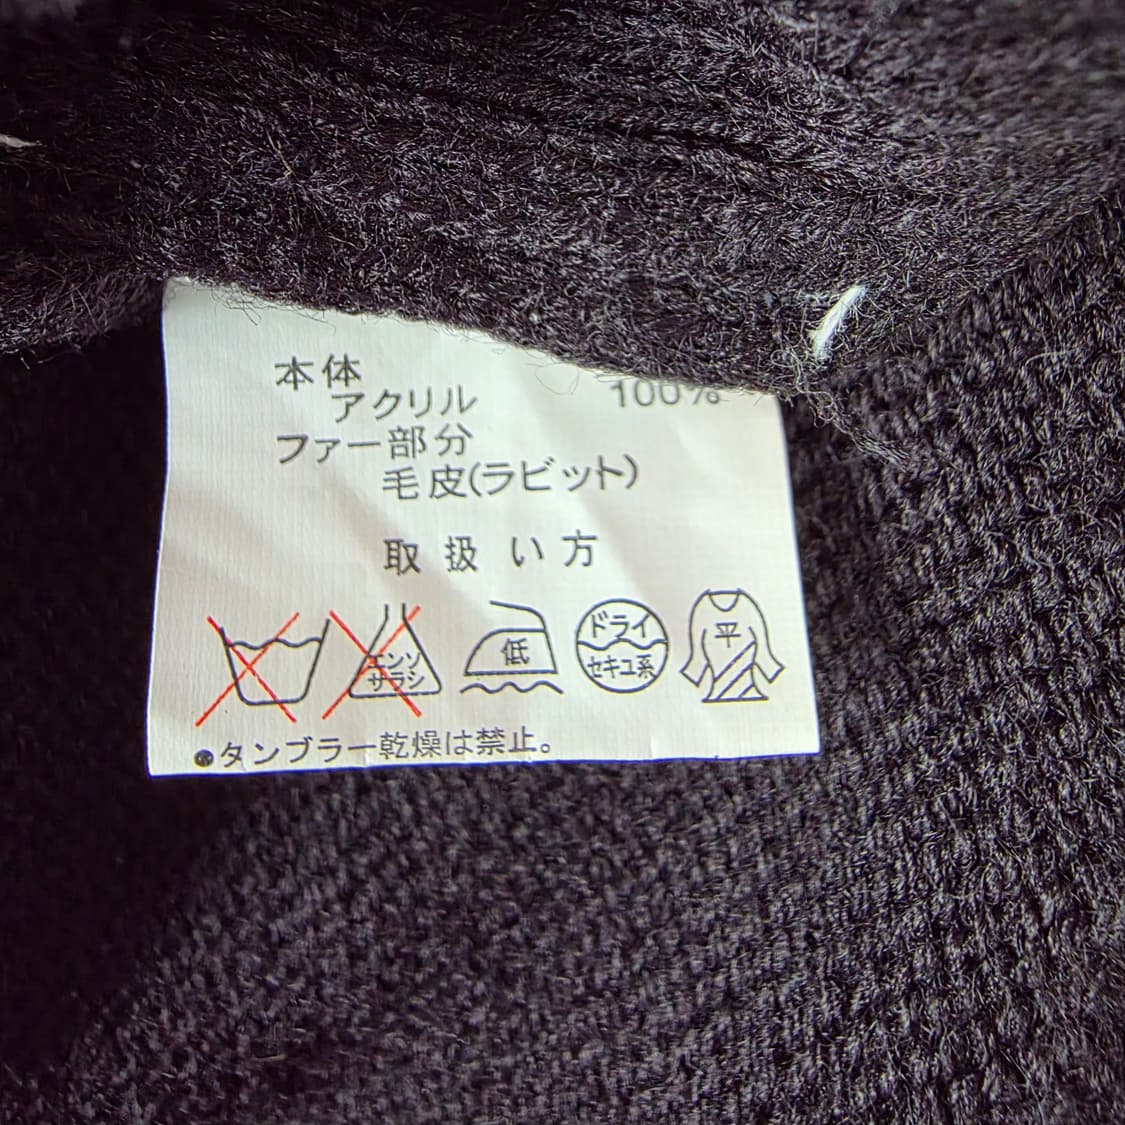 本体
アクリル 100%
ファー部分
毛皮(ラビット)
取扱い方
エンソ
サラシ
低
ドライ
セキユ系
平
●タンブラー乾燥は禁止。